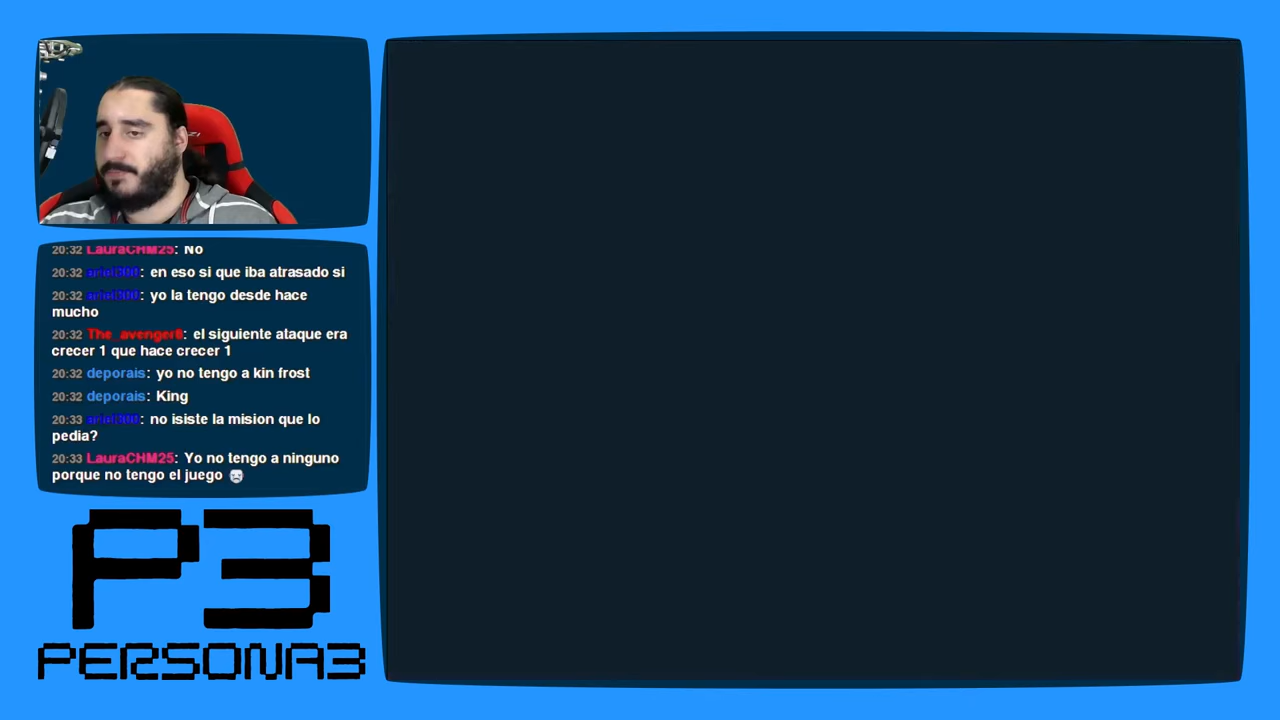 20:32 LauraCHM25: No
20:32 ariel300: en eso si que iba atrasado si
20:32 ariel300: yo la tengo desde hace
mucho
20:32 The_avenger8: el siguiente ataque era
crecer 1 que hace crecer 1
20:32 deporais: yo no tengo a kin frost
20:32 deporais: King
20:33 ariel300: no isiste la mision que lo
pedia?
20:33 LauraCHM25: Yo no tengo a ninguno
porque no tengo el juego
P3
PERSONA3